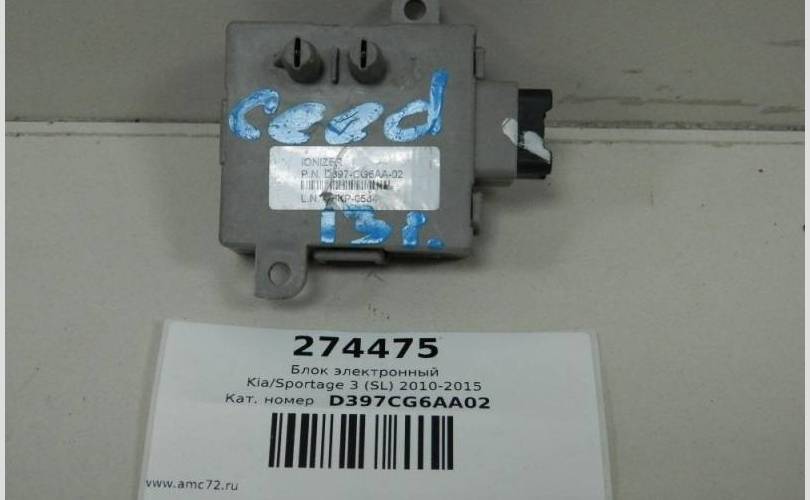 ceed
IONIZER
P.N. D397-CG6AA-02
L.N.
13г.
274475
Блок электронный
Kia/Sportage 3 (SL) 2010-2015
Кат. номер D397CG6AA02
www.amc72.ru